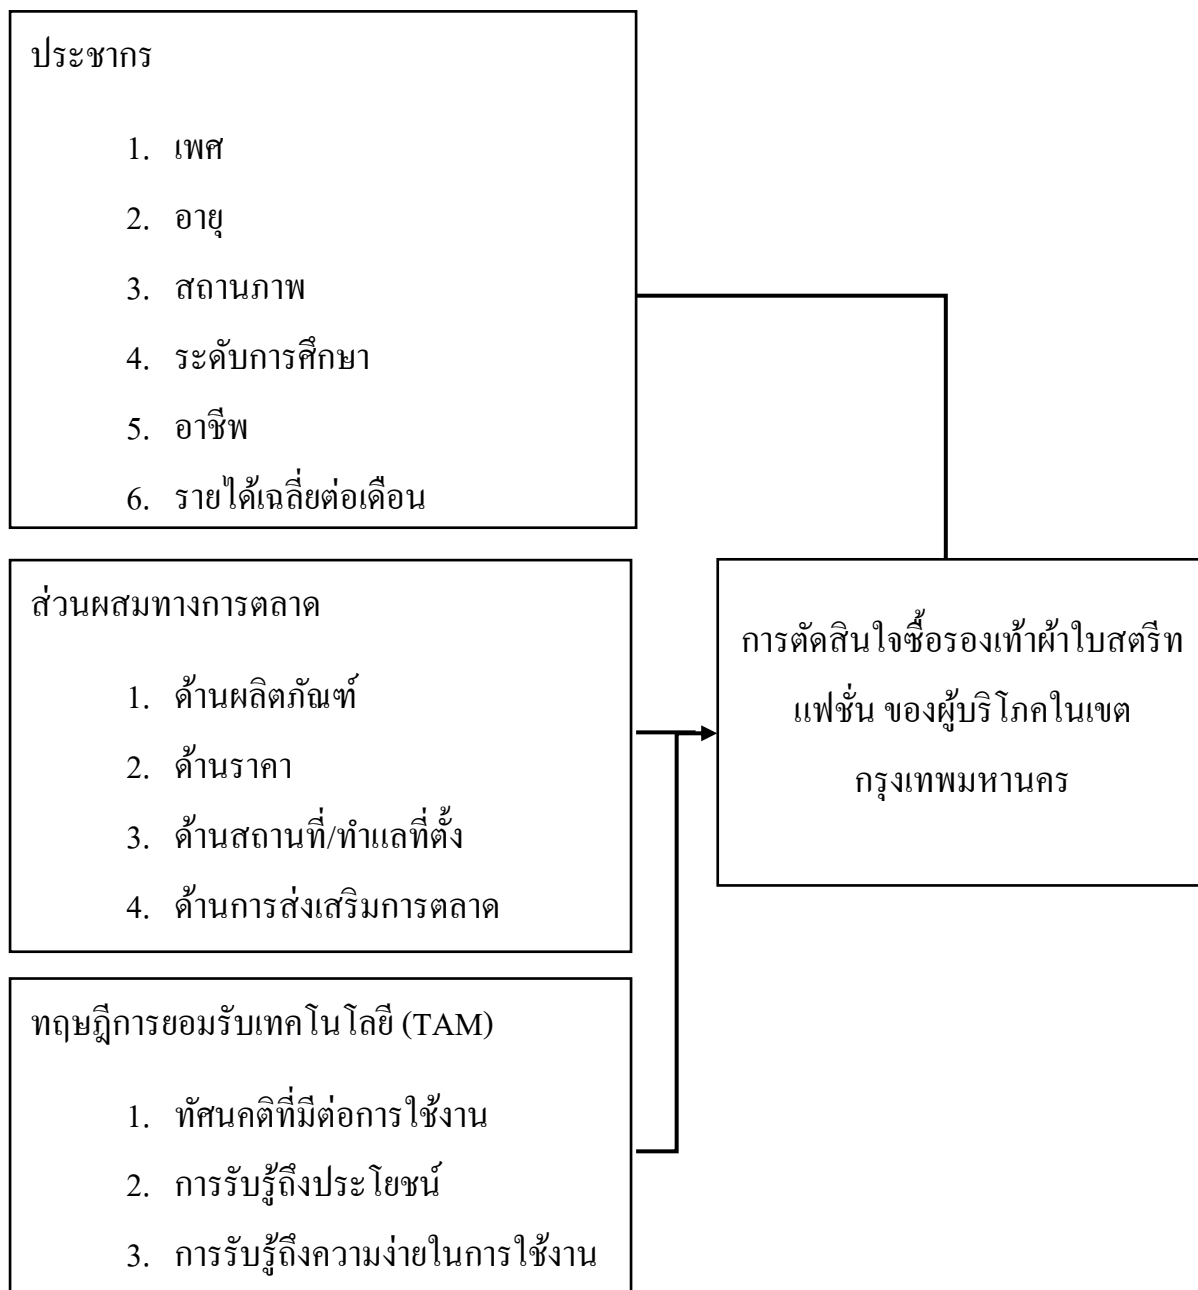 ประชากร
1. เพศ
2. อายุ
3. สถานภาพ
4. ระดับการศึกษา
5. อาชีพ
6. รายได้เฉลี่ยต่อเดือน
ส่วนผสมทางการตลาด
1. ด้านผลิตภัณฑ์
2. ด้านราคา
3. ด้านสถานที่/ทำแลที่ตั้ง
4. ด้านการส่งเสริมการตลาด
ทฤษฎีการยอมรับเทคโนโลยี (TAM)
1. ทัศนคติที่มีต่อการใช้งาน
2. การรับรู้ถึงประโยชน์
3. การรับรู้ถึงความง่ายในการใช้งาน
การตัดสินใจซื้อรองเท้าผ้าใบสตรีท
แฟชั่น ของผู้บริโภคในเขต
กรุงเทพมหานคร